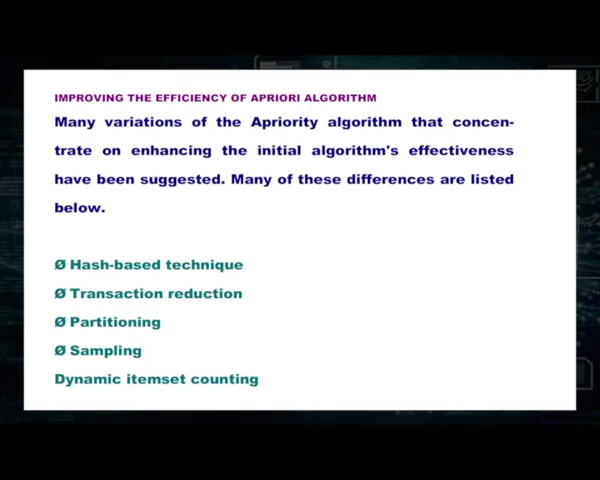 IMPROVING THE EFFICIENCY OF APRIORI ALGORITHM
Many variations of the Apriority algorithm that concen-
trate on enhancing the initial algorithm's effectiveness
have been suggested. Many of these differences are listed
below.
Ø Hash-based technique
Ø Transaction reduction
Ø Partitioning
Ø Sampling
Dynamic itemset counting